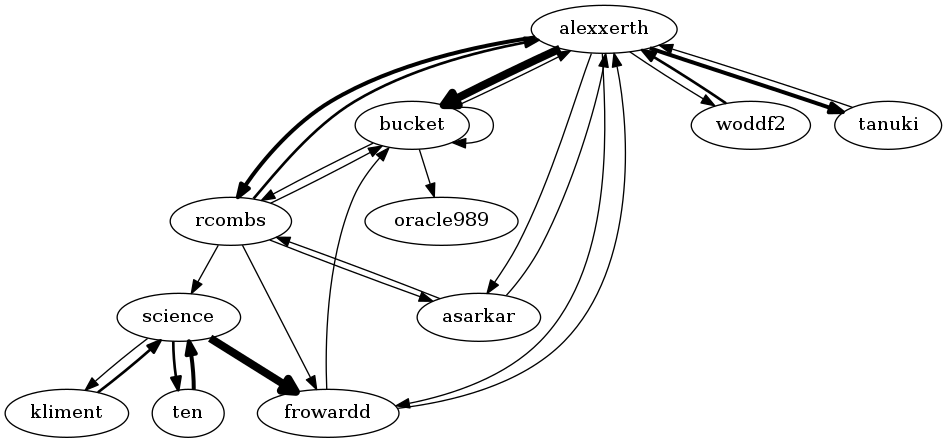 alexxerth
bucket
woddf2
tanuki
rcombs
oracle989
science
asarkar
kliment
ten
frowardd